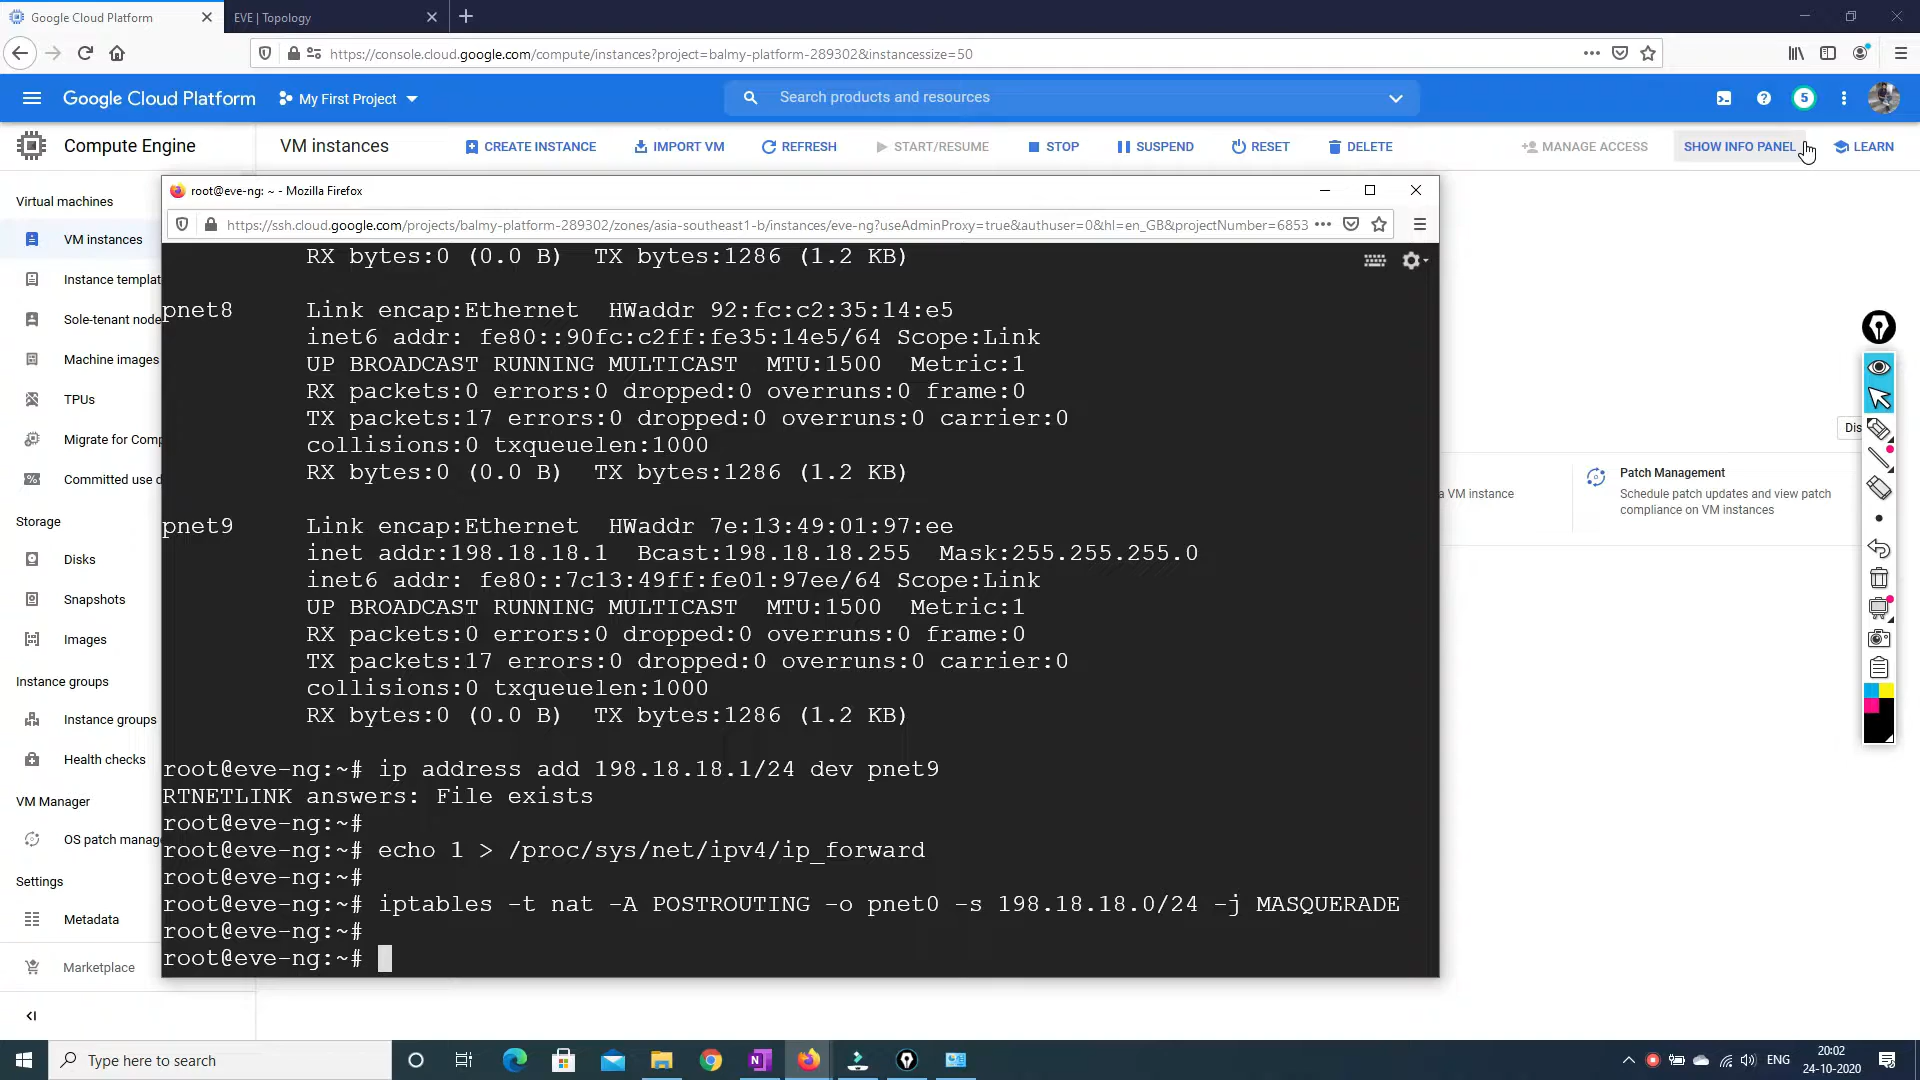 Google Cloud Platform
EVE | Topology
https://console.cloud.google.com/compute/instances?project=balmy-platform-289302&instancessize=50
Google Cloud Platform
My First Project
Search products and resources
5
Compute Engine
VM instances
CREATE INSTANCE
IMPORT VM
REFRESH
START/RESUME
STOP
SUSPEND
RESET
DELETE
MANAGE ACCESS
SHOW INFO PANEL
LEARN
Virtual machines
VM instances
Instance templat
Sole-tenant node
Machine images
TPUs
Migrate for Comp
Committed use d
Storage
Disks
Snapshots
Images
Instance groups
Instance groups
Health checks
VM Manager
OS patch manag
Settings
Metadata
Marketplace
root@eve-ng: ~ - Mozilla Firefox
https://ssh.cloud.google.com/projects/balmy-platform-289302/zones/asia-southeast1-b/instances/eve-ng?useAdminProxy=true&authuser=0&hl=en_GB&projectNumber=6853
RX bytes:0 (0.0 B)  TX bytes:1286 (1.2 KB)
pnet8 Link encap:Ethernet  HWaddr 92:fc:c2:35:14:e5
inet6 addr: fe80::90fc:c2ff:fe35:14e5/64 Scope:Link
UP BROADCAST RUNNING MULTICAST  MTU:1500  Metric:1
RX packets:0 errors:0 dropped:0 overruns:0 frame:0
TX packets:17 errors:0 dropped:0 overruns:0 carrier:0
collisions:0 txqueuelen:1000
RX bytes:0 (0.0 B)  TX bytes:1286 (1.2 KB)
pnet9 Link encap:Ethernet  HWaddr 7e:13:49:01:97:ee
inet addr:198.18.18.1  Bcast:198.18.18.255  Mask:255.255.255.0
inet6 addr: fe80::7c13:49ff:fe01:97ee/64 Scope:Link
UP BROADCAST RUNNING MULTICAST  MTU:1500  Metric:1
RX packets:0 errors:0 dropped:0 overruns:0 frame:0
TX packets:17 errors:0 dropped:0 overruns:0 carrier:0
collisions:0 txqueuelen:1000
RX bytes:0 (0.0 B)  TX bytes:1286 (1.2 KB)
root@eve-ng:~# ip address add 198.18.18.1/24 dev pnet9
RTNETLINK answers: File exists
root@eve-ng:~#
root@eve-ng:~# echo 1 > /proc/sys/net/ipv4/ip_forward
root@eve-ng:~#
root@eve-ng:~# iptables -t nat -A POSTROUTING -o pnet0 -s 198.18.18.0/24 -j MASQUERADE
root@eve-ng:~#
root@eve-ng:~#
Dis
a VM instance
Patch Management
Schedule patch updates and view patch
compliance on VM instances
Type here to search
ENG
20:02
24-10-2020